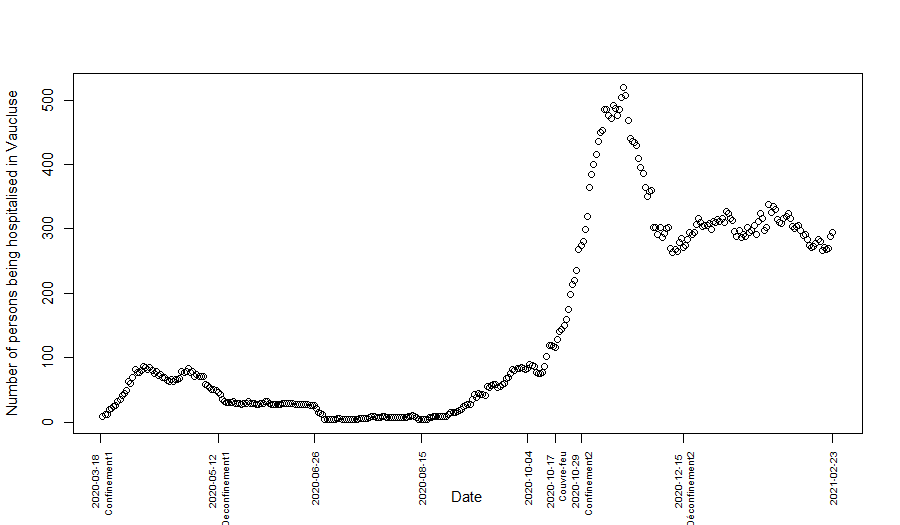 Number of persons being hospitalised in Vaucluse
500
400
300
200
100
0
2020-03-18
Confinement1
2020-05-12
Déconfinement1
2020-06-26
2020-08-15
2020-10-04
2020-10-17
Couvre-feu
2020-10-29
Confinement2
2020-12-15
Déconfinement2
2021-02-23
Date